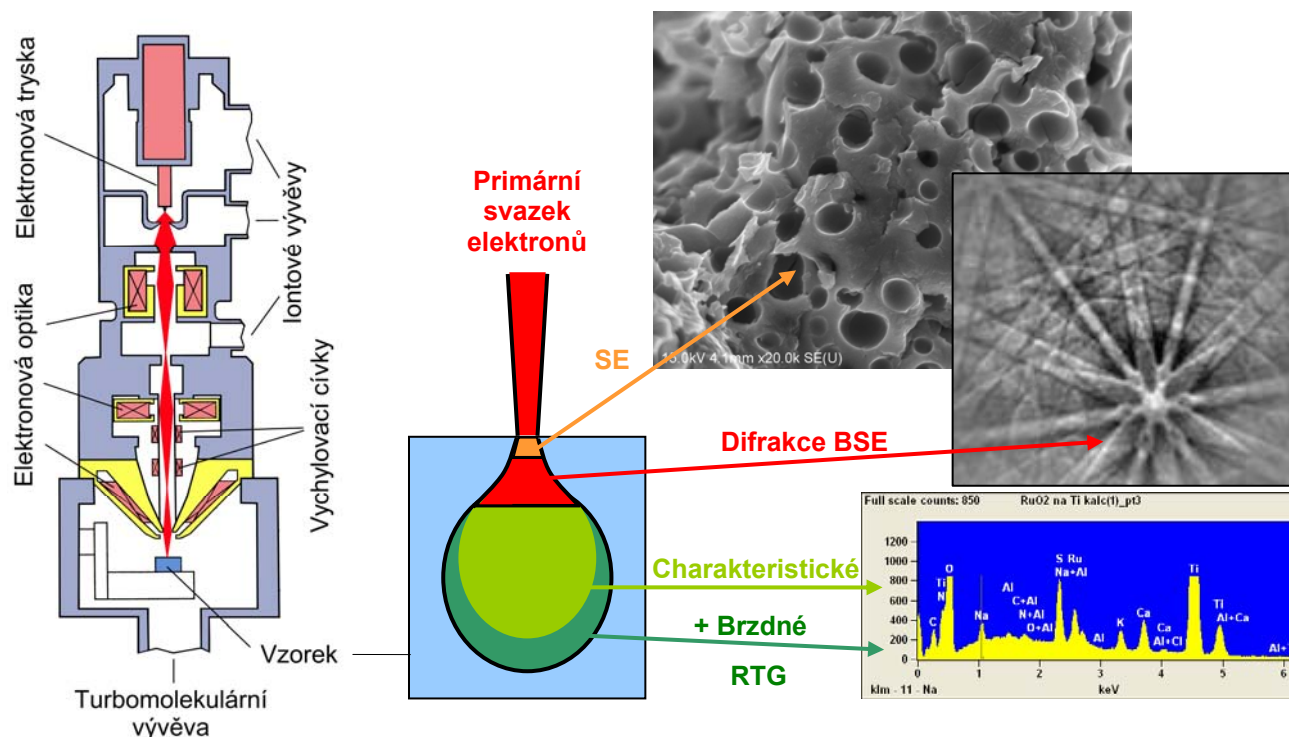 Elektronová tryska
Iontové vývěvy
Elektronová optika
Vychylovací cívky
Vzorek
Turbomolekulární
vývěva
Primární
svazek
elektronů
SE
15.0kV 4.1mm x20.0k SE(U)
Difrakce BSE
Charakteristické
+ Brzdné
RTG
Full scale counts: 850
RuO2 na Ti kalc(1)_pt3
1200
1000
800
600
400
200
0
O
Ti
N
C
Na
Al
C+Al
N+Al
O+Al
S Ru
Na+Al
Al
K
Ca
Ca
Al+Cl
Ti
Ti
Al+Ca
Al+
0 1 2 3 4 5 6
klm - 11 - Na
keV